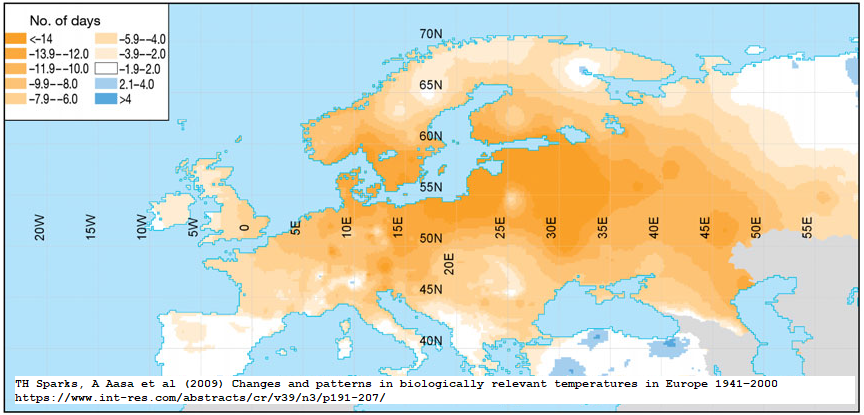 No. of days
<-14
-13.9--12.0
-11.9--10.0
-9.9--8.0
-7.9--6.0
-5.9--4.0
-3.9--2.0
-1.9-2.0
2.1-4.0
>4
70N
65N
60N
55N
50N
45N
40N
20W
15W
10W
5W
0
5E
10E
15E
20E
25E
30E
35E
40E
45E
50E
55E
TH Sparks, A Aasa et al (2009) Changes and patterns in biologically relevant temperatures in Europe 1941-2000
https://www.int-res.com/abstracts/cr/v39/n3/p191-207/